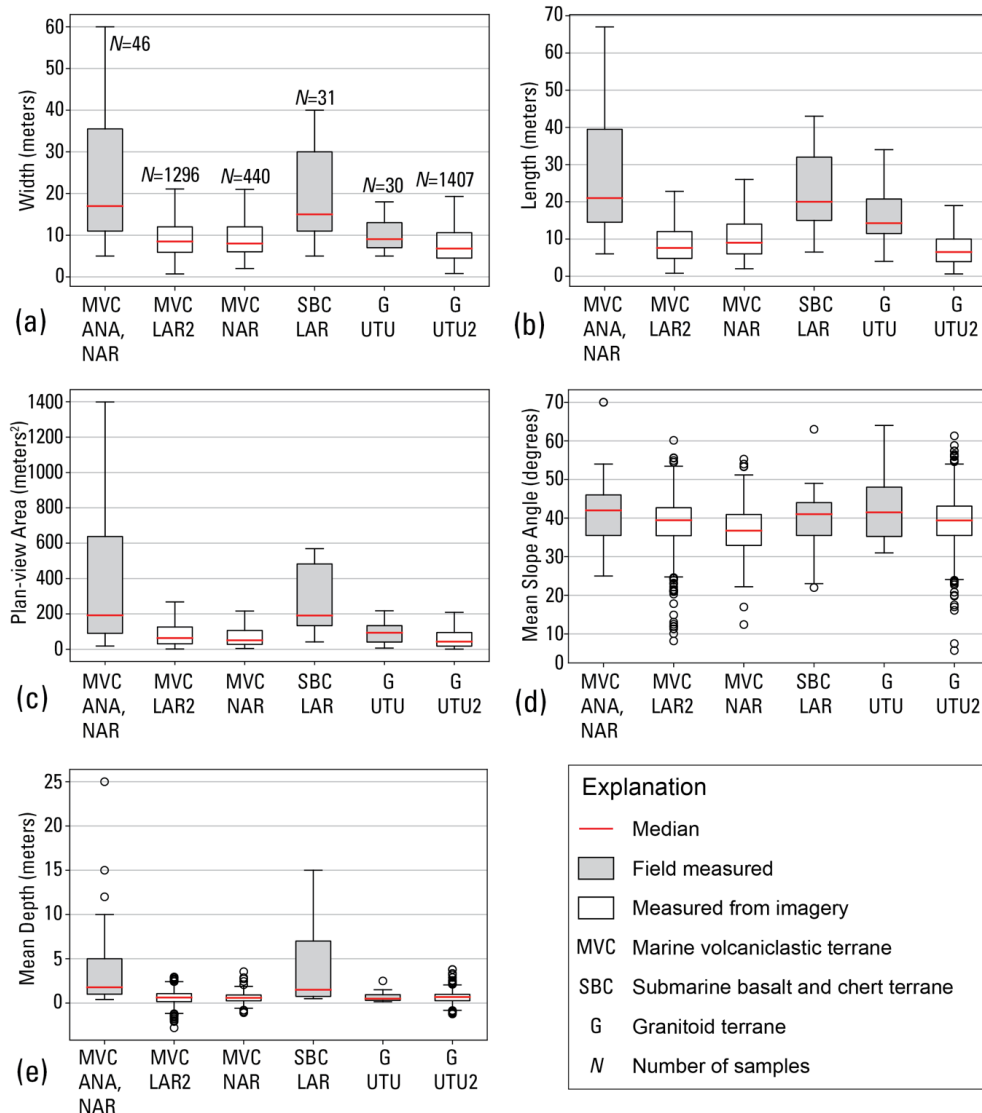 60
50
40
30
20
10
0
Width (meters)
N=46
N=1296
N=440
N=31
N=30
N=1407
MVC ANA, NAR
MVC LAR2
MVC NAR
SBC LAR
G UTU
G UTU2
(a)
70
60
50
40
30
20
10
0
Length (meters)
MVC ANA, NAR
MVC LAR2
MVC NAR
SBC LAR
G UTU
G UTU2
(b)
1400
1200
1000
800
600
400
200
0
Plan-view Area (meters²)
MVC ANA, NAR
MVC LAR2
MVC NAR
SBC LAR
G UTU
G UTU2
(c)
70
60
50
40
30
20
10
0
Mean Slope Angle (degrees)
MVC ANA, NAR
MVC LAR2
MVC NAR
SBC LAR
G UTU
G UTU2
(d)
25
20
15
10
5
0
Mean Depth (meters)
MVC ANA, NAR
MVC LAR2
MVC NAR
SBC LAR
G UTU
G UTU2
(e)
Explanation
Median
Field measured
Measured from imagery
MVC Marine volcaniclastic terrane
SBC Submarine basalt and chert terrane
G Granitoid terrane
N Number of samples